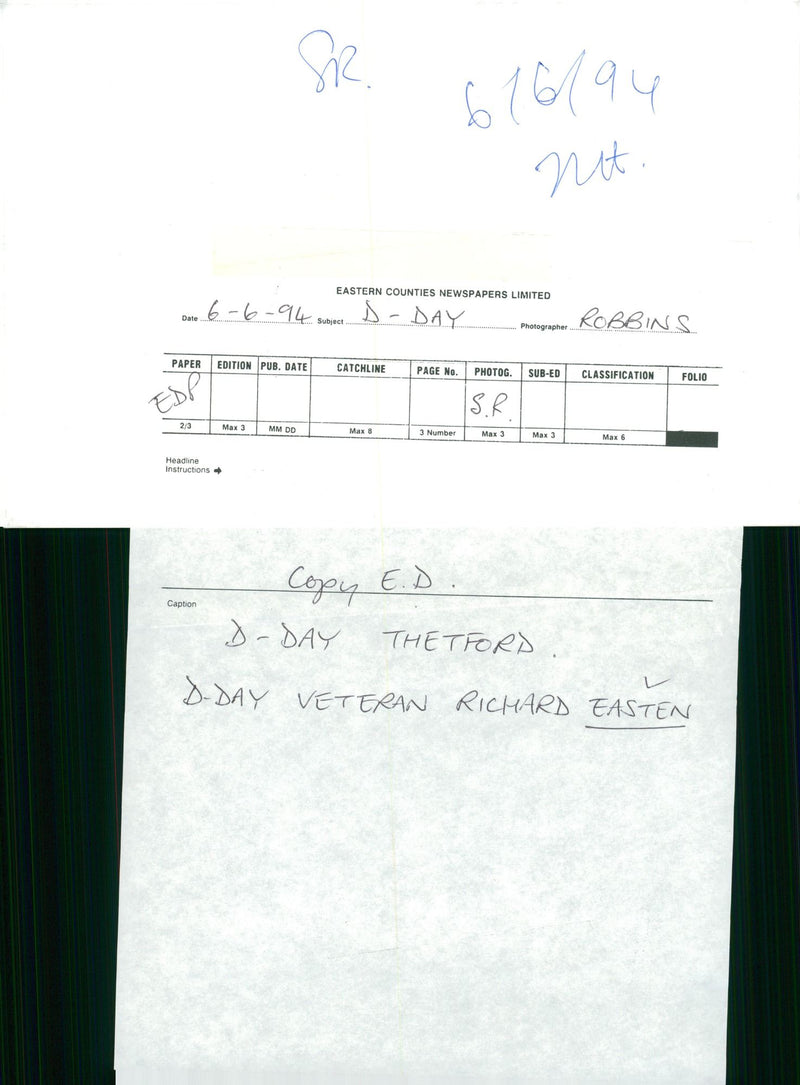 SR.
6/6/94
EASTERN COUNTIES NEWSPAPERS LIMITED
Date 6-6-94 Subject D-DAY Photographer ROBBINS
PAPER EDITION PUB. DATE CATCHLINE PAGE No. PHOTOG. SUB-ED CLASSIFICATION FOLIO
EDP S.R.
2/3 Max 3 MM DD Max 8 3 Number Max 3 Max 3 Max 6
Headline
Instructions
Copy E.D.
Caption
D-DAY THETFORD.
D-DAY VETERAN RICHARD EASTEN